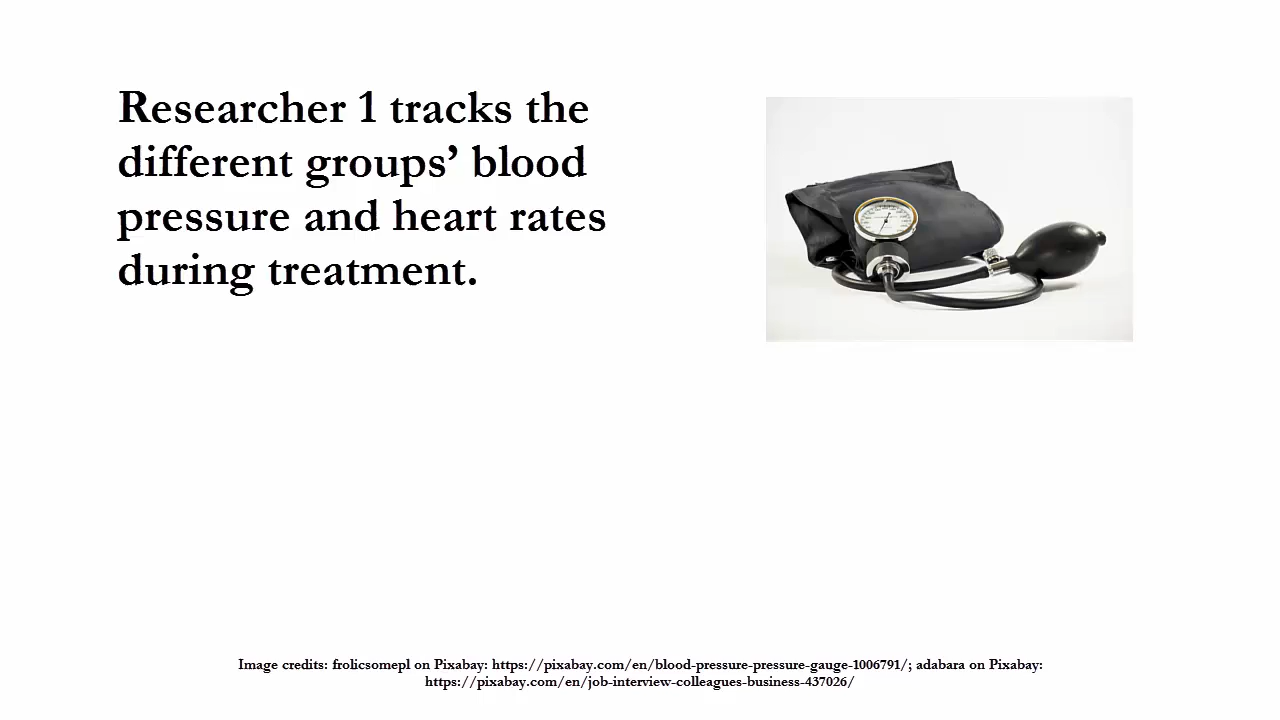 Researcher 1 tracks the
different groups’ blood
pressure and heart rates
during treatment.
Image credits: frolicsomepl on Pixabay: https://pixabay.com/en/blood-pressure-pressure-gauge-1006791/; adabara on Pixabay:
https://pixabay.com/en/job-interview-colleagues-business-437026/